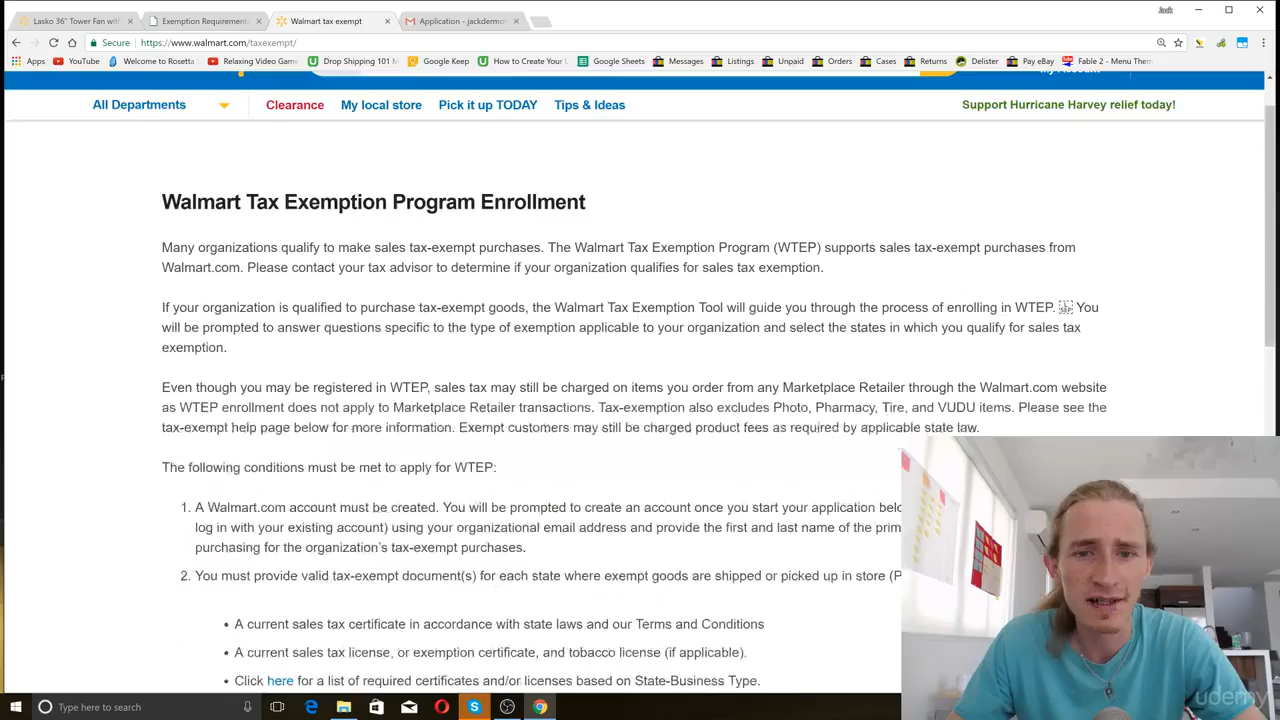 Lasko 36" Tower Fan with
Exemption Requirement
Walmart tax exempt
Application - jackdermo
Jack
Secure
https://www.walmart.com/taxexempt/
Apps
YouTube
Welcome to Rosetta
Relaxing Video Game
Drop Shipping 101 M
Google Keep
How to Create Your
Google Sheets
Messages
Listings
Unpaid
Orders
Cases
Returns
Delister
Pay eBay
Fable 2 - Menu Them
All Departments
Clearance
My local store
Pick it up TODAY
Tips & Ideas
Support Hurricane Harvey relief today!
Walmart Tax Exemption Program Enrollment
Many organizations qualify to make sales tax-exempt purchases. The Walmart Tax Exemption Program (WTEP) supports sales tax-exempt purchases from
Walmart.com. Please contact your tax advisor to determine if your organization qualifies for sales tax exemption.
If your organization is qualified to purchase tax-exempt goods, the Walmart Tax Exemption Tool will guide you through the process of enrolling in WTEP. You
will be prompted to answer questions specific to the type of exemption applicable to your organization and select the states in which you qualify for sales tax
exemption.
Even though you may be registered in WTEP, sales tax may still be charged on items you order from any Marketplace Retailer through the Walmart.com website
as WTEP enrollment does not apply to Marketplace Retailer transactions. Tax-exemption also excludes Photo, Pharmacy, Tire, and VUDU items. Please see the
tax-exempt help page below for more information. Exempt customers may still be charged product fees as required by applicable state law.
The following conditions must be met to apply for WTEP:
1. A Walmart.com account must be created. You will be prompted to create an account once you start your application belo
log in with your existing account) using your organizational email address and provide the first and last name of the prim
purchasing for the organization's tax-exempt purchases.
2. You must provide valid tax-exempt document(s) for each state where exempt goods are shipped or picked up in store (P
• A current sales tax certificate in accordance with state laws and our Terms and Conditions
• A current sales tax license, or exemption certificate, and tobacco license (if applicable).
• Click here for a list of required certificates and/or licenses based on State-Business Type.
Type here to search
udemy